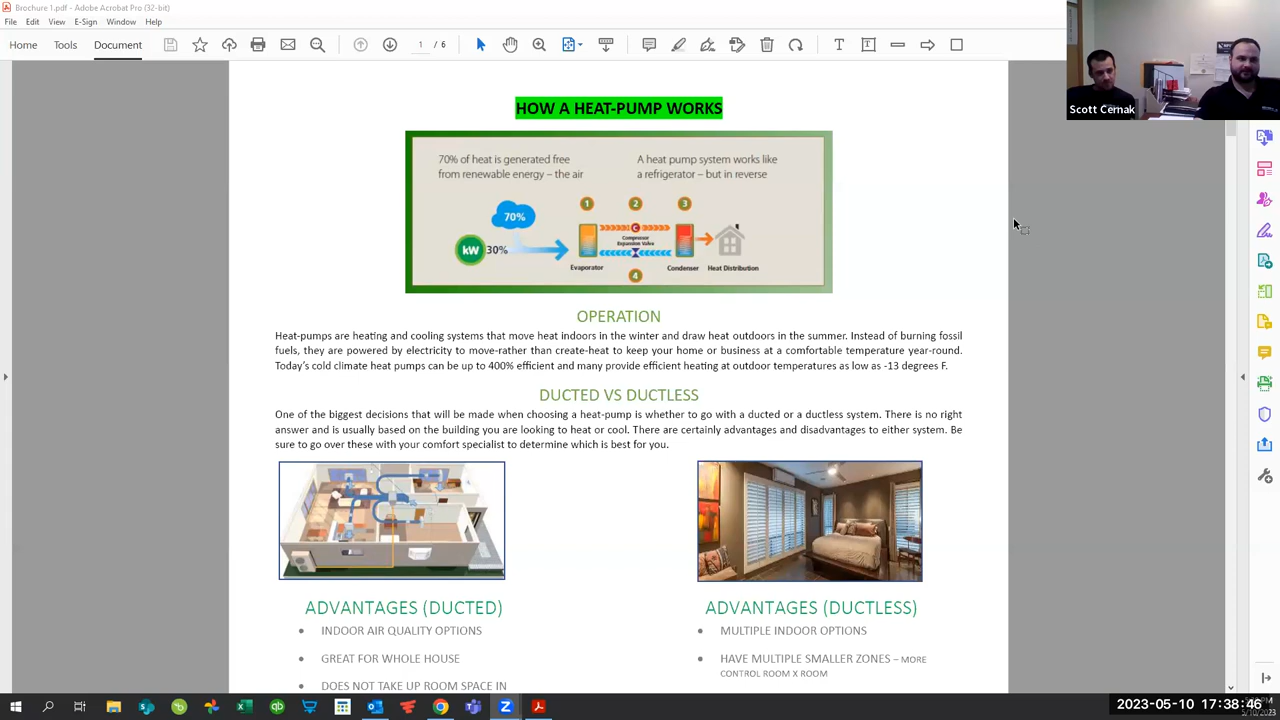 Brochure 1.pdf - Adobe Acrobat Pro (32-bit)
File Edit View E-Sign Window Help
Home Tools Document
1 / 6
Scott Cernak
HOW A HEAT-PUMP WORKS
70% of heat is generated free
from renewable energy – the air
A heat pump system works like
a refrigerator – but in reverse
70%
kW 30%
1 2 3
C
Compressor
Expansion Valve
4
Evaporator
Condenser
Heat Distribution
OPERATION
Heat-pumps are heating and cooling systems that move heat indoors in the winter and draw heat outdoors in the summer. Instead of burning fossil
fuels, they are powered by electricity to move-rather than create-heat to keep your home or business at a comfortable temperature year-round.
Today's cold climate heat pumps can be up to 400% efficient and many provide efficient heating at outdoor temperatures as low as -13 degrees F.
DUCTED VS DUCTLESS
One of the biggest decisions that will be made when choosing a heat-pump is whether to go with a ducted or a ductless system. There is no right
answer and is usually based on the building you are looking to heat or cool. There are certainly advantages and disadvantages to either system. Be
sure to go over these with your comfort specialist to determine which is best for you.
ADVANTAGES (DUCTED)
• INDOOR AIR QUALITY OPTIONS
• GREAT FOR WHOLE HOUSE
• DOES NOT TAKE UP ROOM SPACE IN
ADVANTAGES (DUCTLESS)
• MULTIPLE INDOOR OPTIONS
• HAVE MULTIPLE SMALLER ZONES – MORE
CONTROL ROOM X ROOM
2023-05-10 17:38:46